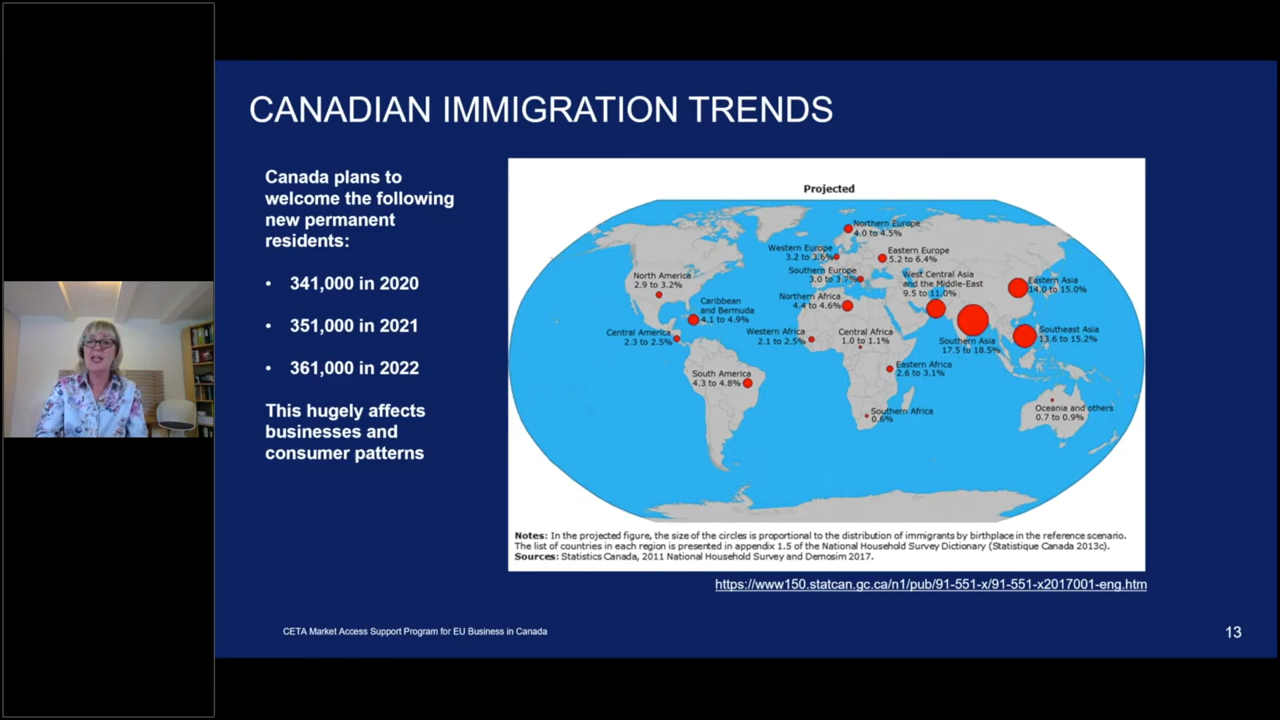 CANADIAN IMMIGRATION TRENDS
Canada plans to
welcome the following
new permanent
residents:
• 341,000 in 2020
• 351,000 in 2021
• 361,000 in 2022
This hugely affects
businesses and
consumer patterns
Projected
Northern Europe
4.0 to 4.5%
Western Europe
3.2 to 3.6%
Eastern Europe
5.2 to 6.4%
Southern Europe
3.0 to 3.7%
West Central Asia
and the Middle-East
9.5 to 11.0%
North America
2.9 to 3.2%
Eastern Asia
14.0 to 15.0%
Northern Africa
4.4 to 4.6%
Caribbean
and Bermuda
4.1 to 4.9%
Central America
2.3 to 2.5%
Western Africa
2.1 to 2.5%
Central Africa
1.0 to 1.1%
Southern Asia
17.5 to 18.5%
Southeast Asia
13.6 to 15.2%
South America
4.3 to 4.8%
Eastern Africa
2.6 to 3.1%
Southern Africa
0.6%
Oceania and others
0.7 to 0.9%
Notes: In the projected figure, the size of the circles is proportional to the distribution of immigrants by birthplace in the reference scenario.
The list of countries in each region is presented in appendix 1.5 of the National Household Survey Dictionary (Statistique Canada 2013c).
Sources: Statistics Canada, 2011 National Household Survey and Demosim 2017.
https://www150.statcan.gc.ca/n1/pub/91-551-x/91-551-x2017001-eng.htm
CETA Market Access Support Program for EU Business in Canada
13